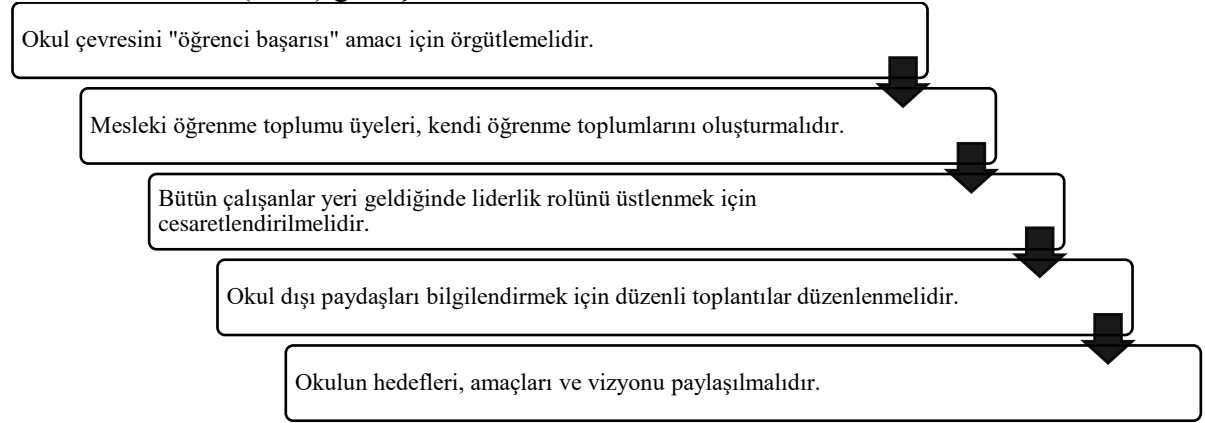 Okul çevresini "öğrenci başarısı" amacı için örgütlemelidir.
Mesleki öğrenme toplumu üyeleri, kendi öğrenme toplumlarını oluşturmalıdır.
Bütün çalışanlar yeri geldiğinde liderlik rolünü üstlenmek için
cesaretlendirilmelidir.
Okul dışı paydaşları bilgilendirmek için düzenli toplantılar düzenlenmelidir.
Okulun hedefleri, amaçları ve vizyonu paylaşılmalıdır.